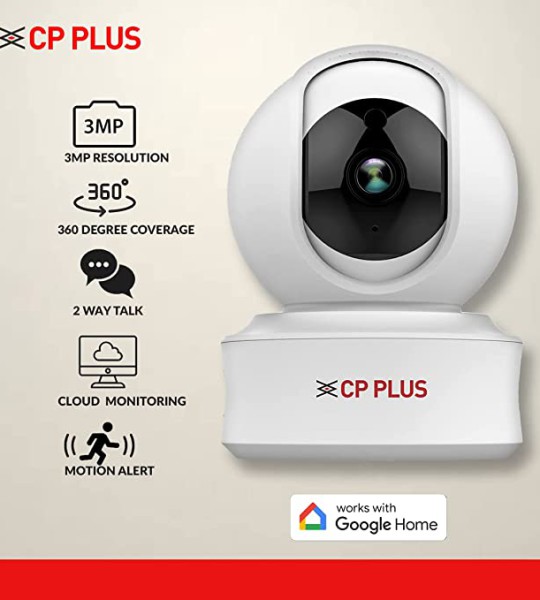 CP PLUS
3MP
3MP RESOLUTION
360°
360 DEGREE COVERAGE
2 WAY TALK
CLOUD MONITORING
MOTION ALERT
CP PLUS
works with
Google Home